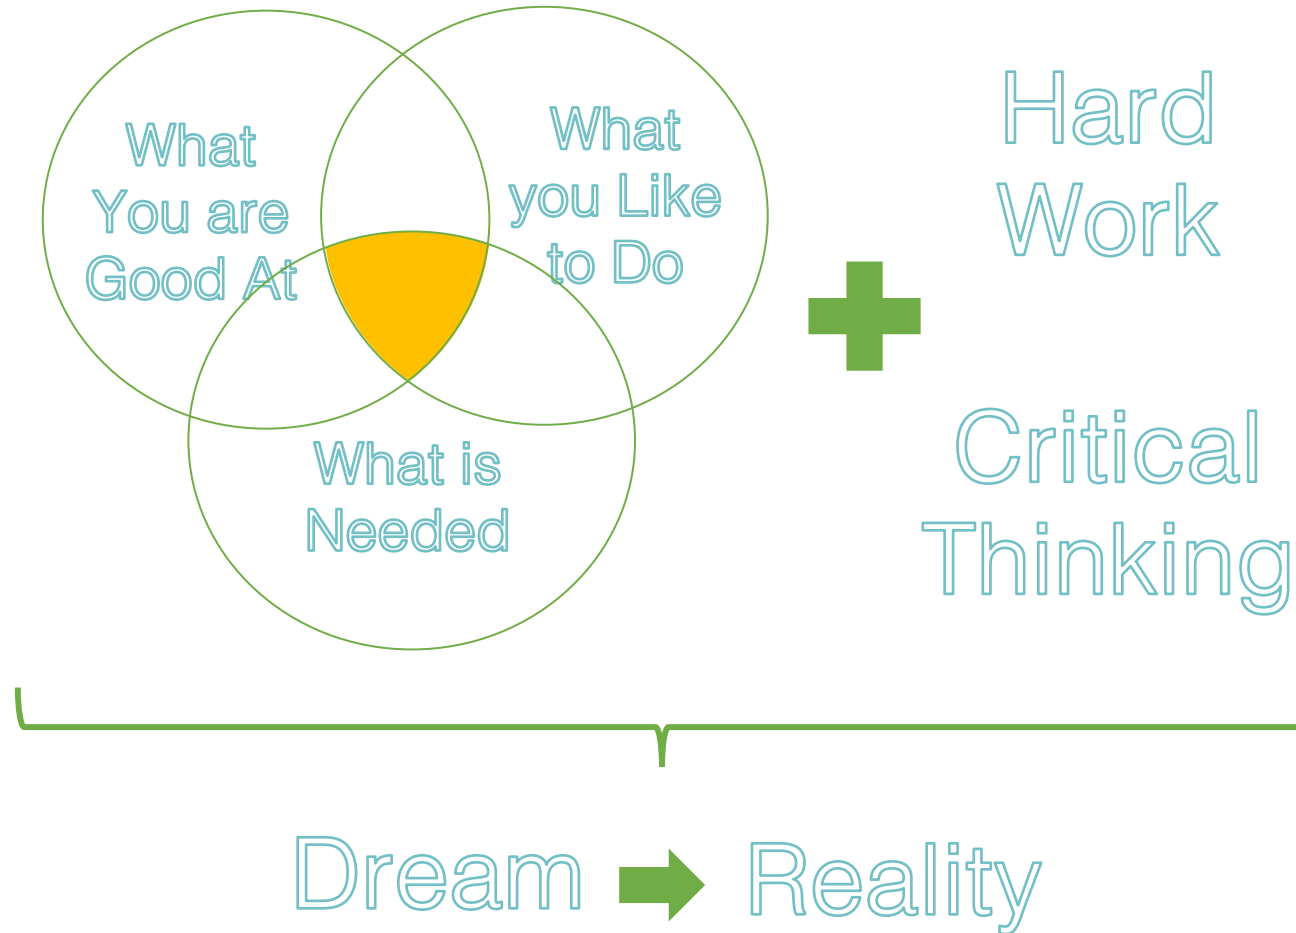 What
You are
Good At
What
you Like
to Do
What is
Needed
Hard
Work
Critical
Thinking
Dream
Reality